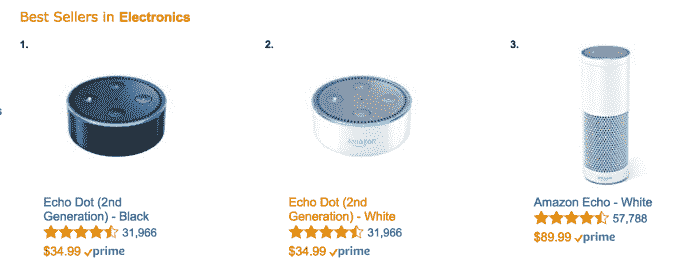 Best Sellers in Electronics
1.
2.
3.
amazon
Echo Dot (2nd
Generation) - Black
31,966
$34.99 prime
Echo Dot (2nd
Generation) - White
31,966
$34.99 prime
Amazon Echo - White
57,788
$89.99 prime